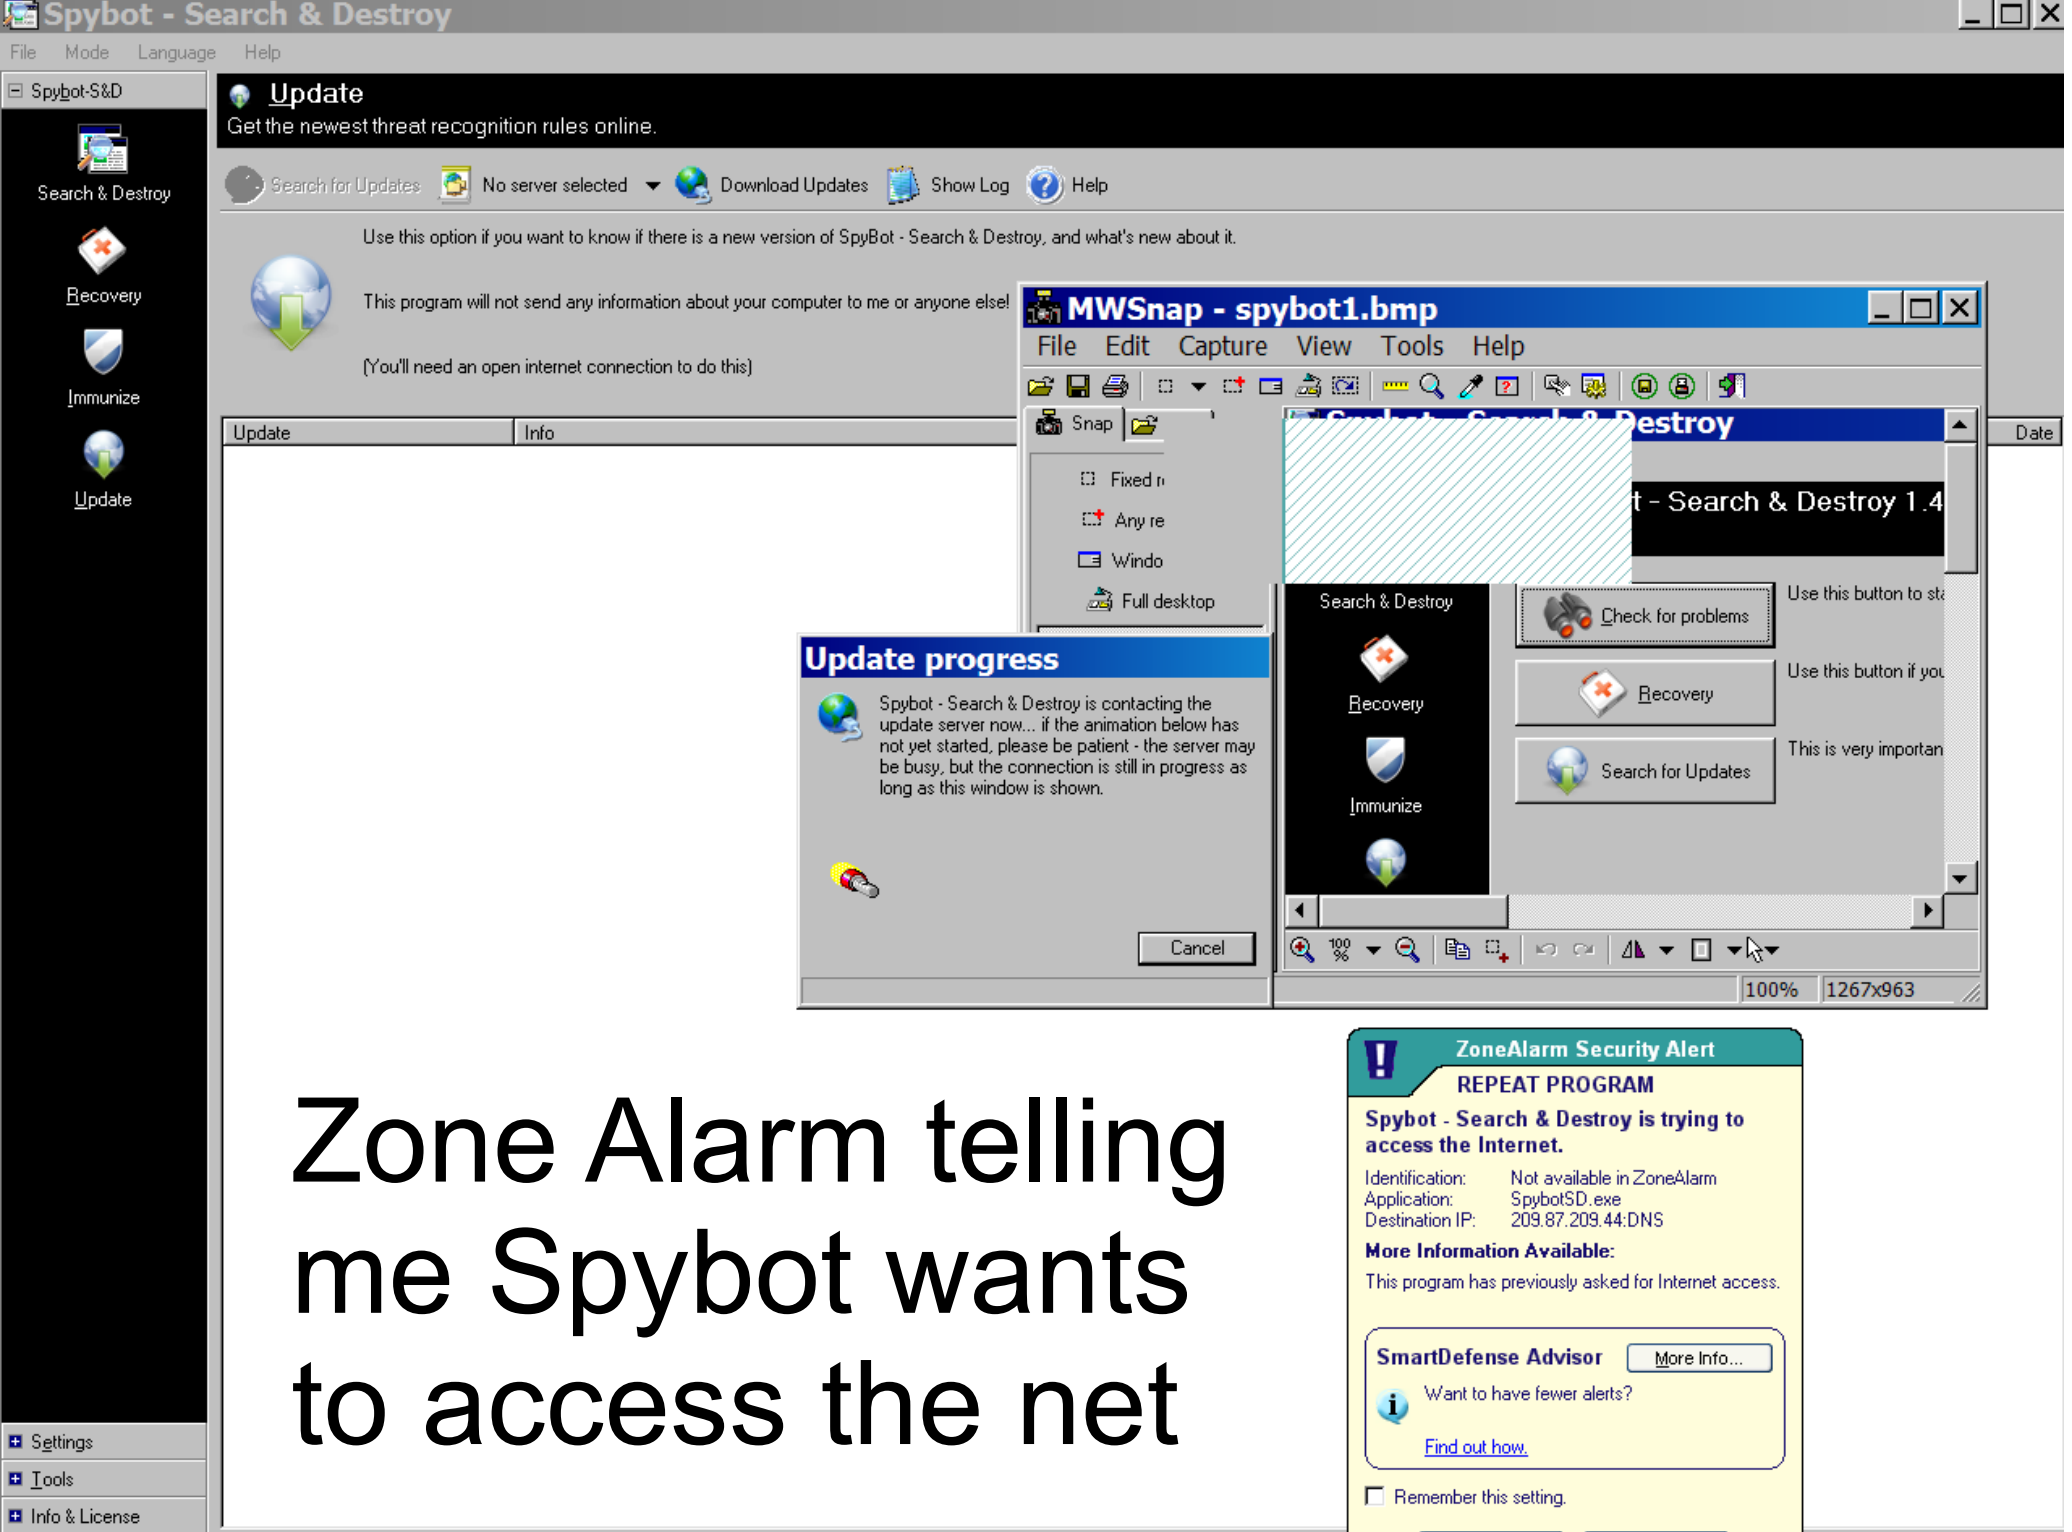 Spybot - Search & Destroy
File Mode Language Help
Spybot-S&D
Search & Destroy
Recovery
Immunize
Update
Settings
Tools
Info & License
Update
Get the newest threat recognition rules online.
Search for Updates No server selected Download Updates Show Log Help
Use this option if you want to know if there is a new version of SpyBot - Search & Destroy, and what's new about it.
This program will not send any information about your computer to me or anyone else!
(You'll need an open internet connection to do this)
Update Info Date
MWSnap - spybot1.bmp
File Edit Capture View Tools Help
Snap
Fixed
Any re
Windo
Full desktop
Destroy
t - Search & Destroy 1.4
Search & Destroy
Recovery
Immunize
Check for problems
Use this button to sta
Recovery
Use this button if you
Search for Updates
This is very importan
100 %
100% 1267x963
Update progress
Spybot - Search & Destroy is contacting the
update server now... if the animation below has
not yet started, please be patient - the server may
be busy, but the connection is still in progress as
long as this window is shown.
Cancel
Zone Alarm telling
me Spybot wants
to access the net
ZoneAlarm Security Alert
REPEAT PROGRAM
Spybot - Search & Destroy is trying to
access the Internet.
Identification: Not available in ZoneAlarm
Application: SpybotSD.exe
Destination IP: 209.87.209.44:DNS
More Information Available:
This program has previously asked for Internet access.
SmartDefense Advisor More Info...
Want to have fewer alerts?
Find out how.
Remember this setting.